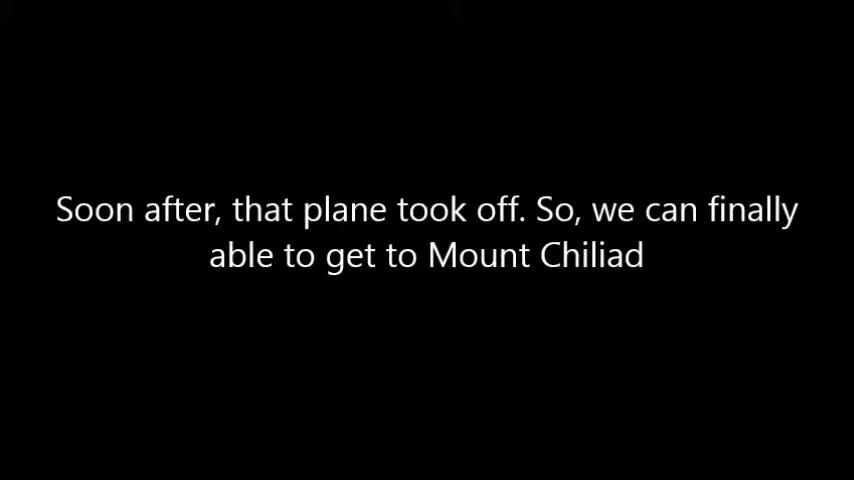 Soon after, that plane took off. So, we can finally
able to get to Mount Chiliad